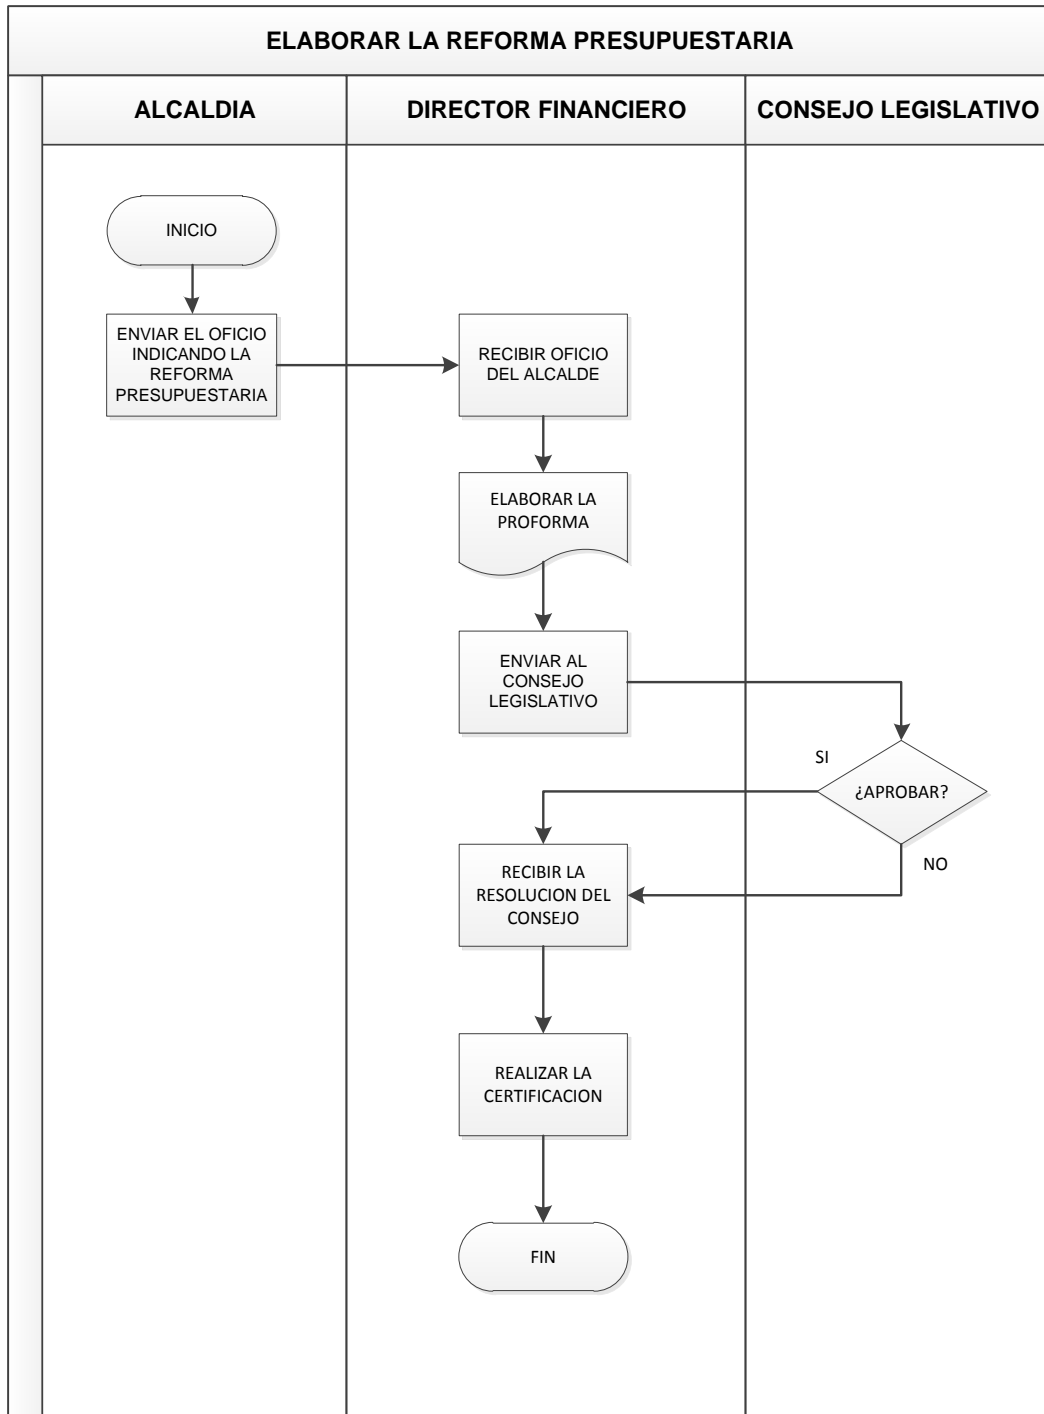 ELABORAR LA REFORMA PRESUPUESTARIA
ALCALDIA
DIRECTOR FINANCIERO
CONSEJO LEGISLATIVO
INICIO
ENVIAR EL OFICIO
INDICANDO LA
REFORMA
PRESUPUESTARIA
RECIBIR OFICIO
DEL ALCALDE
ELABORAR LA
PROFORMA
ENVIAR AL
CONSEJO
LEGISLATIVO
SI
¿APROBAR?
NO
RECIBIR LA
RESOLUCION DEL
CONSEJO
REALIZAR LA
CERTIFICACION
FIN